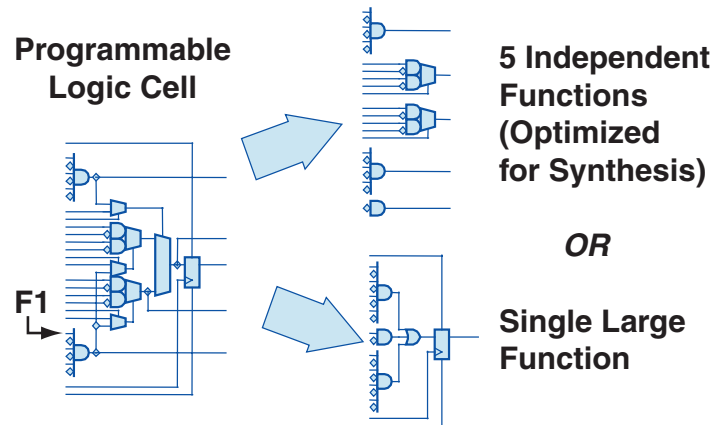 Programmable
Logic Cell
F1
5 Independent
Functions
(Optimized
for Synthesis)
OR
Single Large
Function